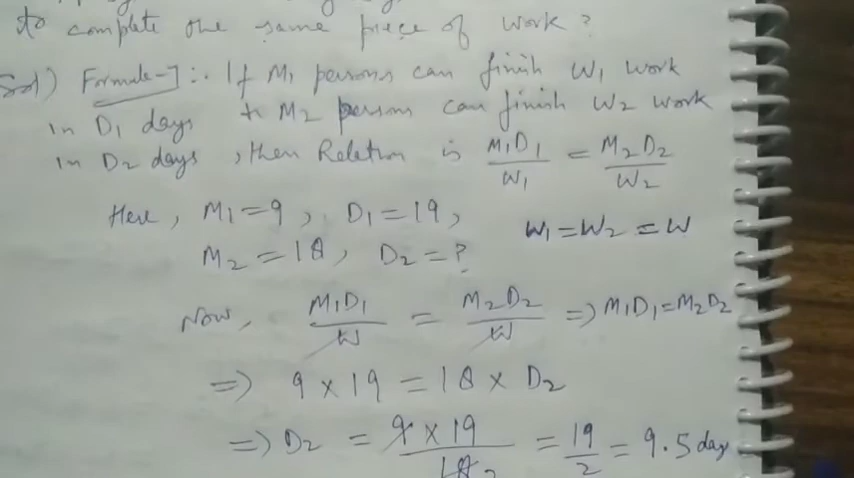 to complete the same piece of work ?
Sol) Formula-1 :. If M1 persons can finish W1 work
in D1 days & M2 person can finish W2 work
in D2 days , then Relation is M1D1/W1 = M2D2/W2
Here, M1=9, D1=19, W1=W2=W
M2=18, D2=?
Now, M1D1/W = M2D2/W => M1D1=M2D2
=> 9 x 19 = 18 x D2
=> D2 = 9 x 19/18 2 = 19/2 = 9.5 day